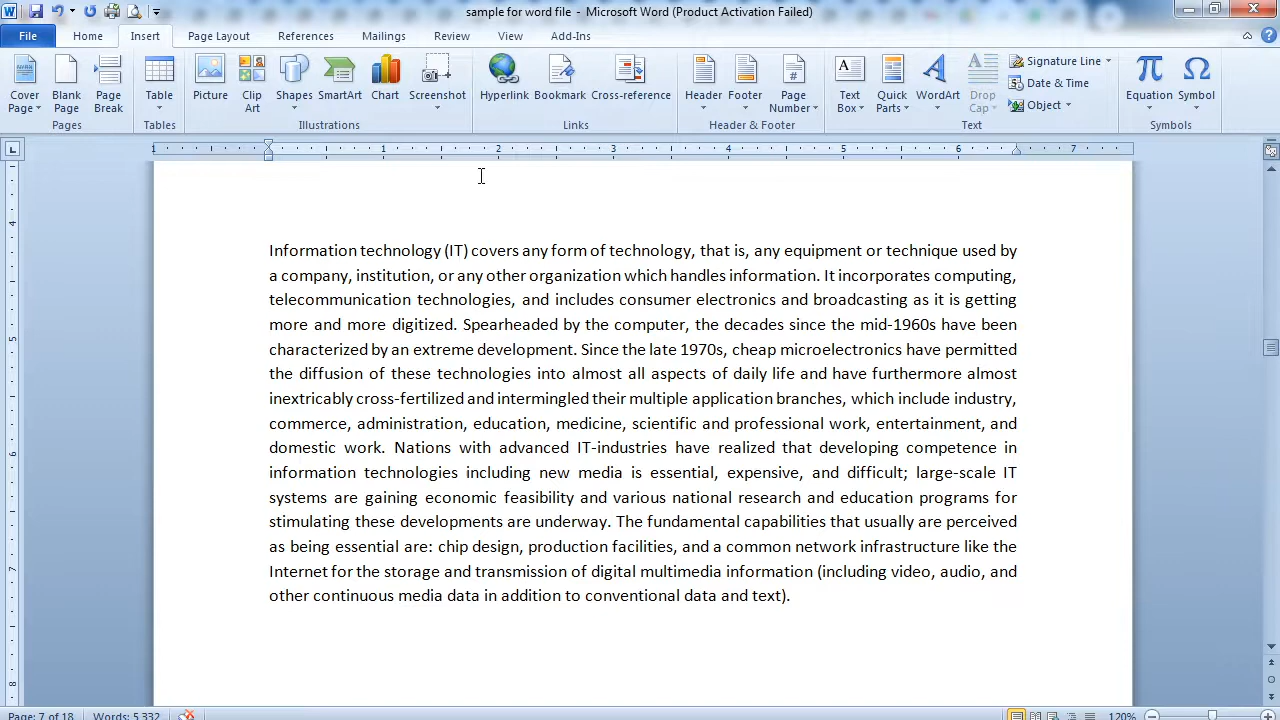 sample for word file - Microsoft Word (Product Activation Failed)
File Home Insert Page Layout References Mailings Review View Add-Ins
Cover Page Blank Page Page Break Table Picture Clip Art Shapes SmartArt Chart Screenshot Hyperlink Bookmark Cross-reference Header Footer Page Number Text Box Quick Parts WordArt Drop Cap Signature Line Date & Time Object Equation Symbol
Pages Tables Illustrations Links Header & Footer Text Symbols
1 1 2 3 4 5 6 7
Information technology (IT) covers any form of technology, that is, any equipment or technique used by
a company, institution, or any other organization which handles information. It incorporates computing,
telecommunication technologies, and includes consumer electronics and broadcasting as it is getting
more and more digitized. Spearheaded by the computer, the decades since the mid-1960s have been
characterized by an extreme development. Since the late 1970s, cheap microelectronics have permitted
the diffusion of these technologies into almost all aspects of daily life and have furthermore almost
inextricably cross-fertilized and intermingled their multiple application branches, which include industry,
commerce, administration, education, medicine, scientific and professional work, entertainment, and
domestic work. Nations with advanced IT-industries have realized that developing competence in
information technologies including new media is essential, expensive, and difficult; large-scale IT
systems are gaining economic feasibility and various national research and education programs for
stimulating these developments are underway. The fundamental capabilities that usually are perceived
as being essential are: chip design, production facilities, and a common network infrastructure like the
Internet for the storage and transmission of digital multimedia information (including video, audio, and
other continuous media data in addition to conventional data and text).
4
5
6
7
8
Page: 7 of 18 Words: 5,332 120%